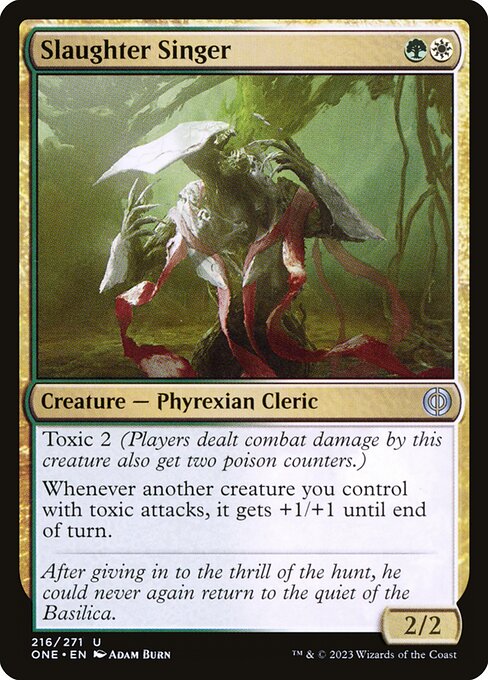 Slaughter Singer
Creature — Phyrexian Cleric
Toxic 2 (Players dealt combat damage by this
creature also get two poison counters.)
Whenever another creature you control
with toxic attacks, it gets +1/+1 until end
of turn.
After giving in to the thrill of the hunt, he
could never again return to the quiet of the
Basilica.
2/2
216/271 U
ONE • EN Adam Burn
™ & © 2023 Wizards of the Coast